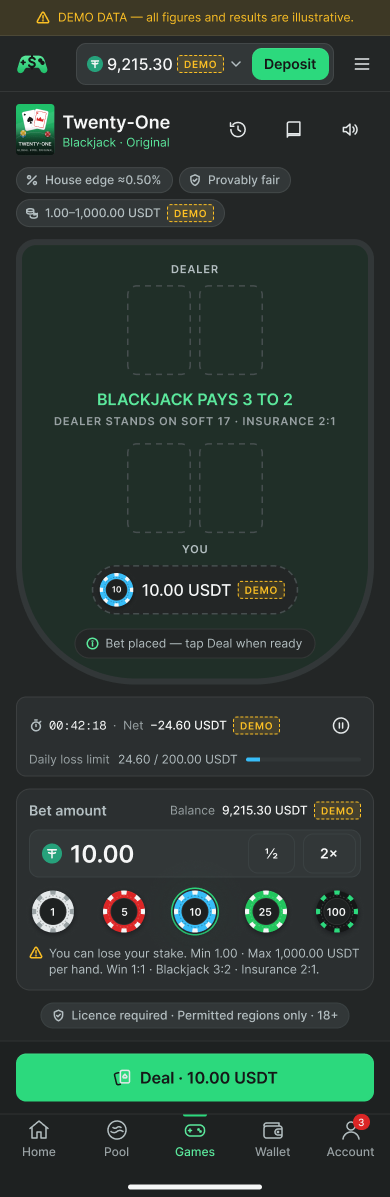 DEMO DATA — all figures and results are illustrative.
9,215.30 DEMO Deposit
Twenty-One
Blackjack · Original
TWENTY-ONE
House edge ≈0.50% Provably fair
1.00–1,000.00 USDT DEMO
DEALER
BLACKJACK PAYS 3 TO 2
DEALER STANDS ON SOFT 17 · INSURANCE 2:1
YOU
10 10.00 USDT DEMO
Bet placed — tap Deal when ready
00:42:18 · Net −24.60 USDT DEMO
Daily loss limit 24.60 / 200.00 USDT
Bet amount Balance 9,215.30 USDT DEMO
10.00 ½ 2×
1 5 10 25 100
You can lose your stake. Min 1.00 · Max 1,000.00 USDT
per hand. Win 1:1 · Blackjack 3:2 · Insurance 2:1.
Licence required · Permitted regions only · 18+
Deal · 10.00 USDT
3
Home Pool Games Wallet Account